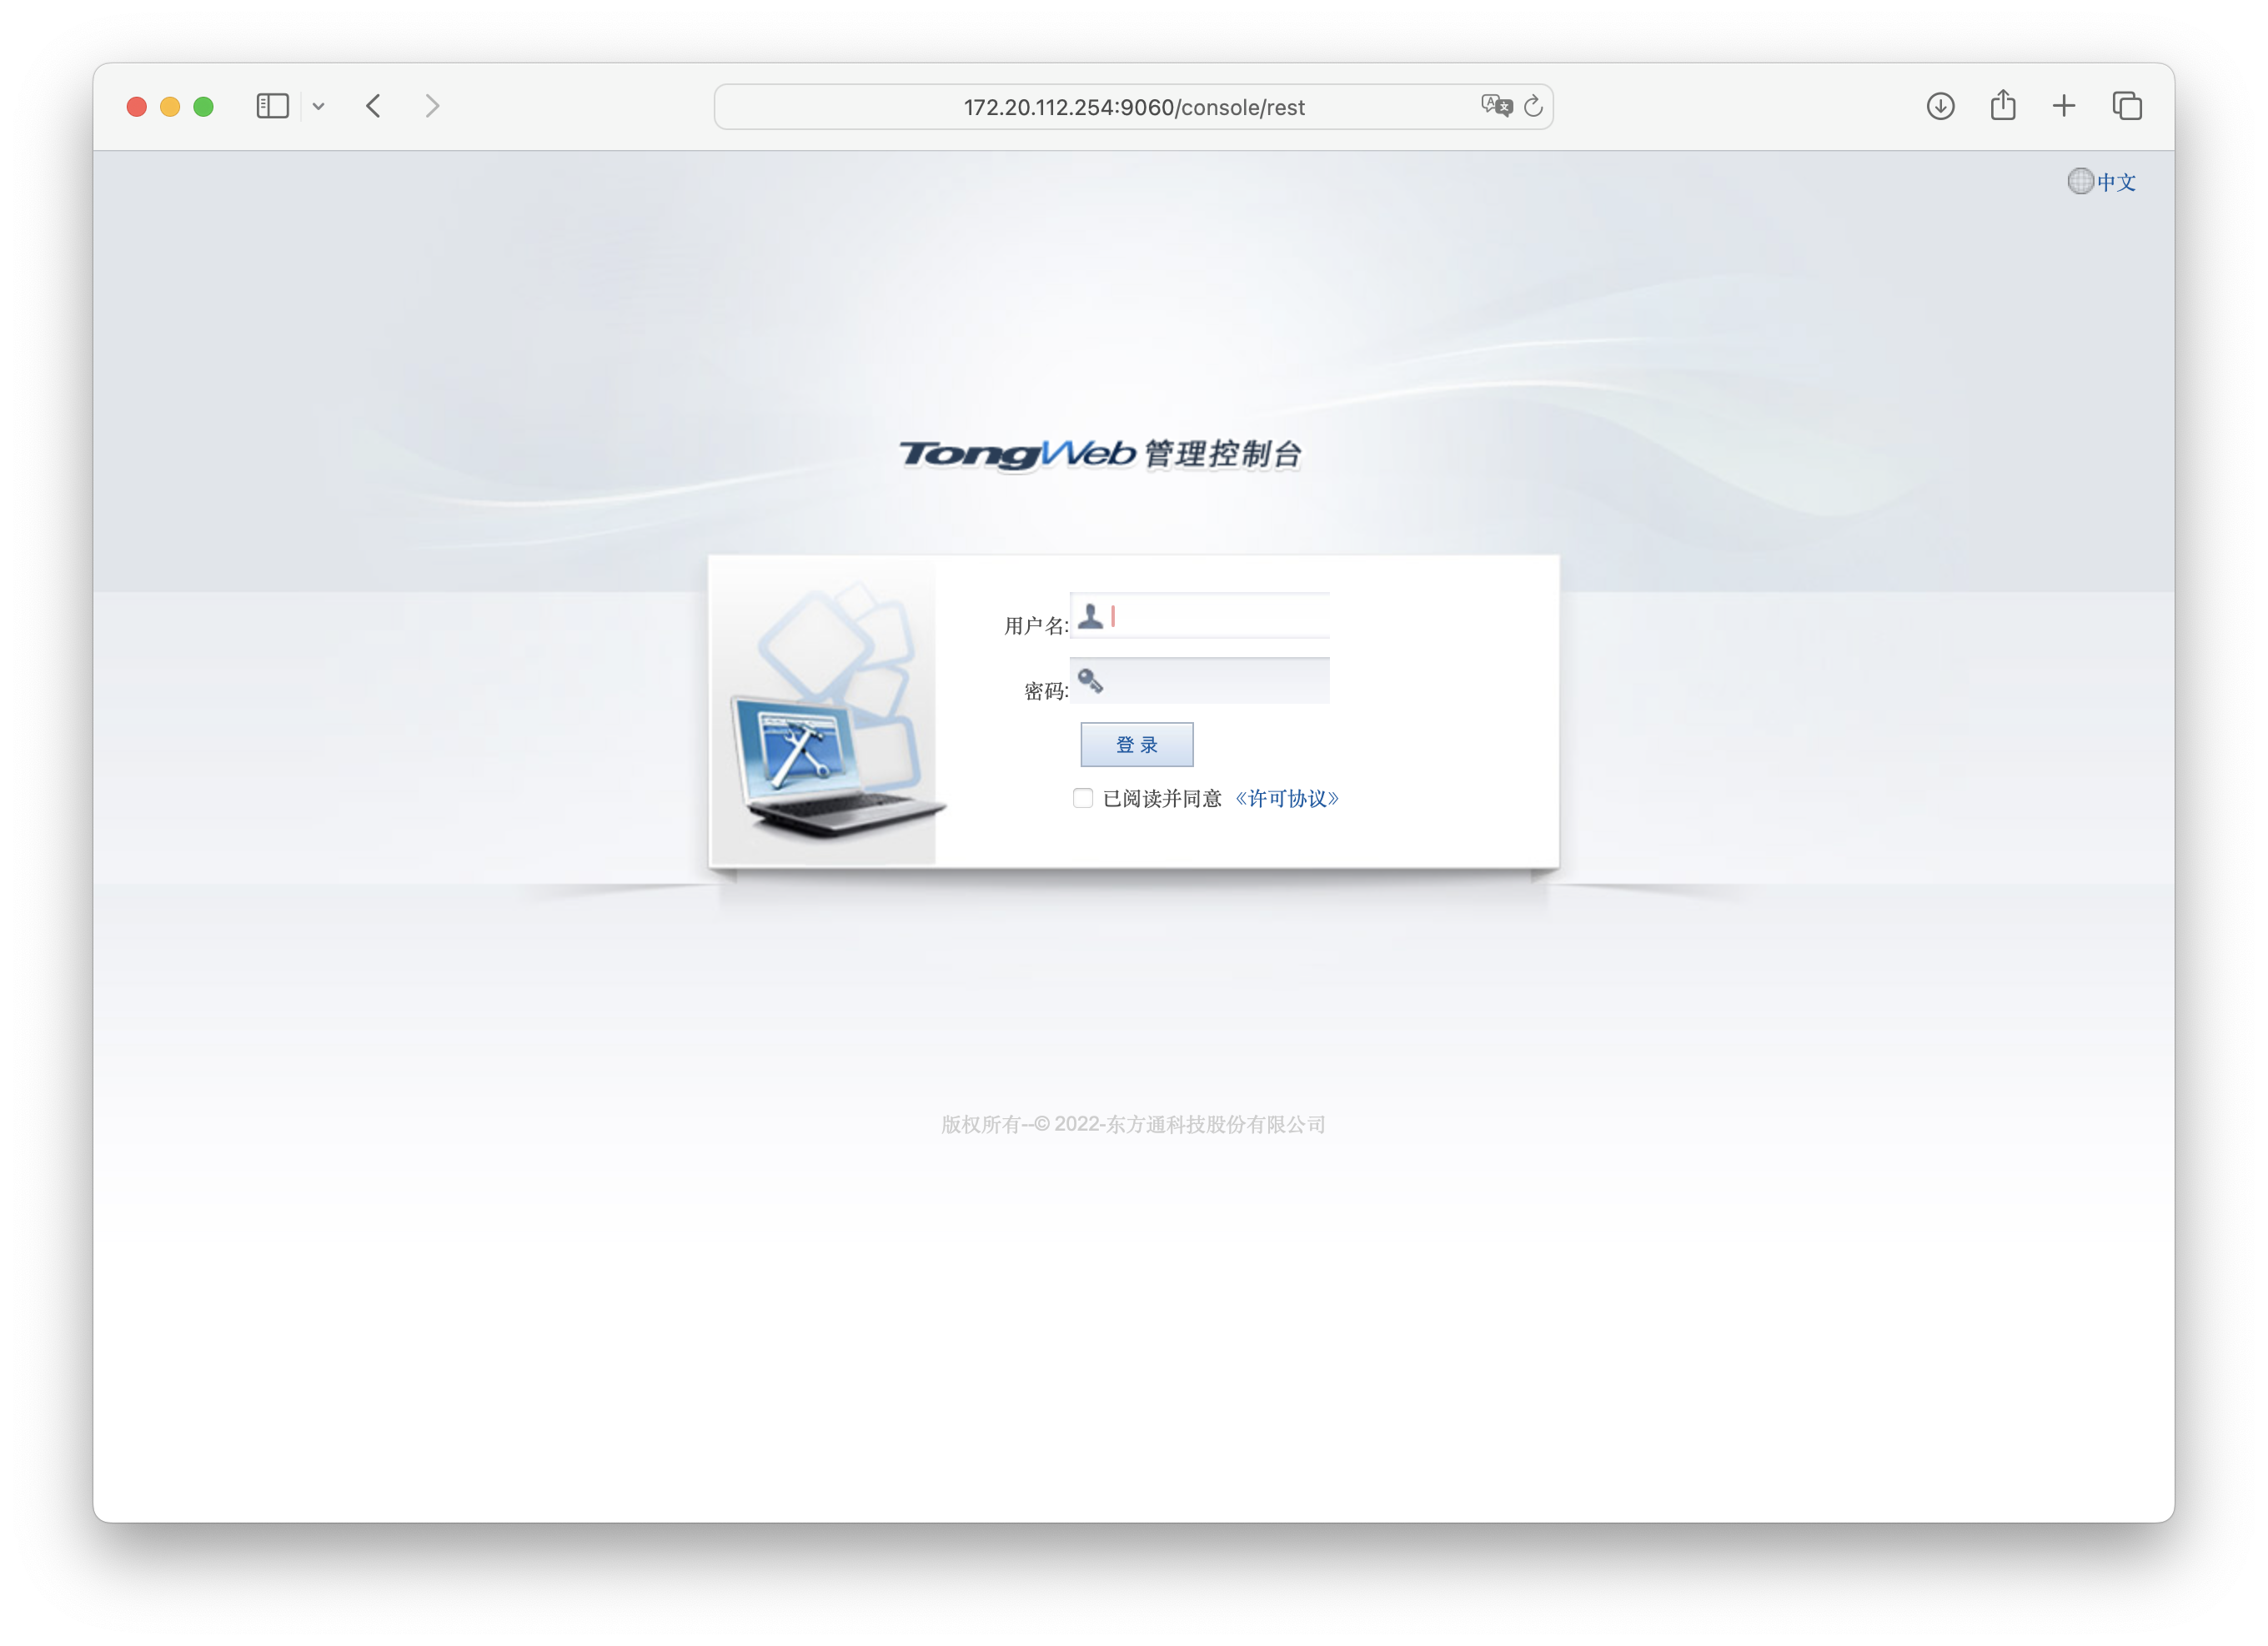 172.20.112.254:9060/console/rest
中文
TongWeb 管理控制台
用户名:
密码:
登 录
已阅读并同意 《许可协议》
版权所有--© 2022-东方通科技股份有限公司